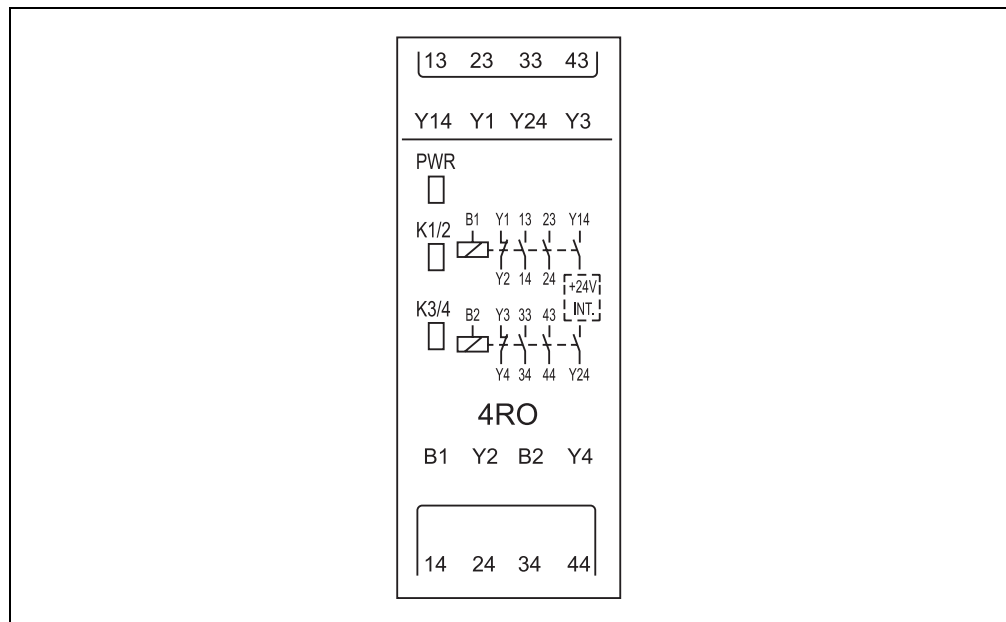 13 23 33 43
Y14 Y1 Y24 Y3
PWR
K1/2
B1 Y1 13 23 Y14
Y2 14 24
+24V
INT.
K3/4
B2 Y3 33 43
Y4 34 44 Y24
4RO
B1 Y2 B2 Y4
14 24 34 44